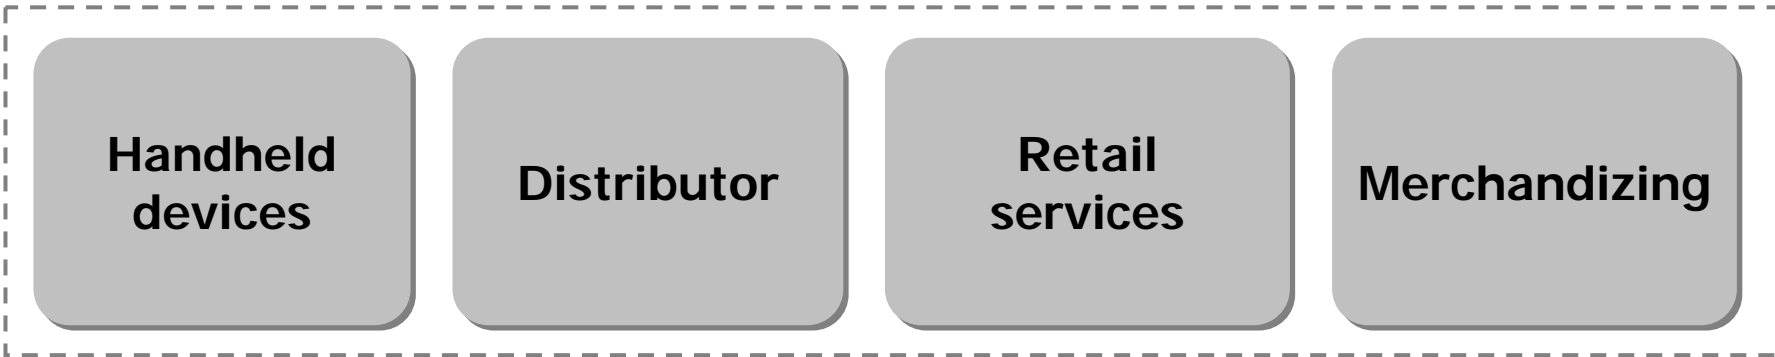 Handheld
devices
Distributor
Retail
services
Merchandizing